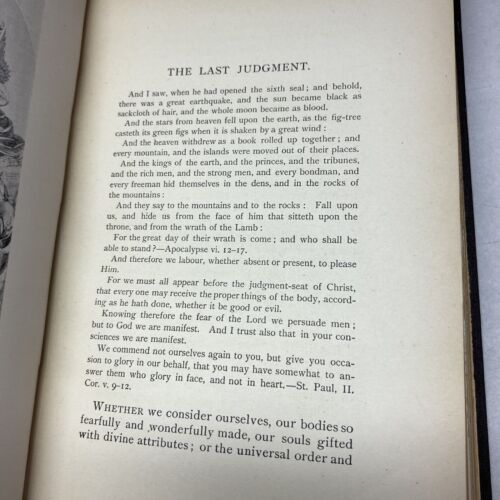 THE LAST JUDGMENT.
And I saw, when he had opened the sixth seal; and behold,
there was a great earthquake, and the sun became black as
sackcloth of hair, and the whole moon became as blood.
And the stars from heaven fell upon the earth, as the fig-tree
casteth its green figs when it is shaken by a great wind:
And the heaven withdrew as a book rolled up together; and
every mountain, and the islands were moved out of their places.
And the kings of the earth, and the princes, and the tribunes,
and the rich men, and the strong men, and every bondman, and
every freeman hid themselves in the dens, and in the rocks of
the mountains:
And they say to the mountains and to the rocks: Fall upon
us, and hide us from the face of him that sitteth upon the
throne, and from the wrath of the Lamb:
For the great day of their wrath is come; and who shall be
able to stand?—Apocalypse vi. 12-17.
And therefore we labour, whether absent or present, to please
Him.
For we must all appear before the judgment-seat of Christ,
that every one may receive the proper things of the body, accord-
ing as he hath done, whether it be good or evil.
Knowing therefore the fear of the Lord we persuade men;
but to God we are manifest. And I trust also that in your con-
sciences we are manifest.
We commend not ourselves again to you, but give you occa-
sion to glory in our behalf, that you may have somewhat to an-
swer them who glory in face, and not in heart.—St. Paul, II.
Cor. v. 9-12.
WHETHER we consider ourselves, our bodies so
fearfully and wonderfully made, our souls gifted
with divine attributes; or the universal order and